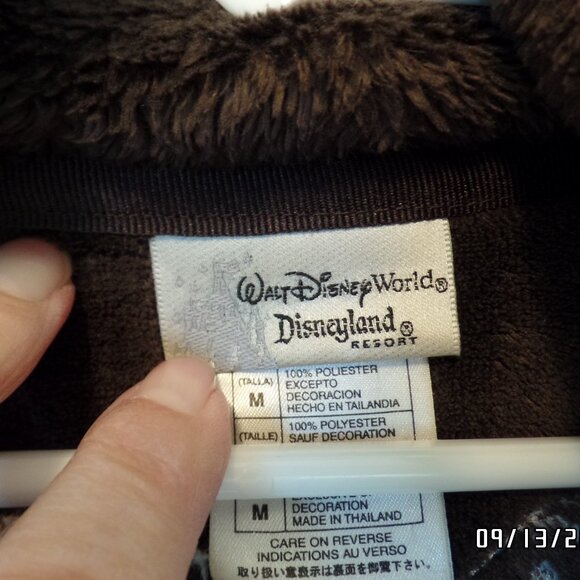 WALT DISNEY World®
Disneyland®
RESORT
(TALLA)
M
100% POLIESTER
EXCEPTO
DECORACION
HECHO EN TAILANDIA
(TAILLE)
100% POLYESTER
SAUF DECORATION
M
DECORATION
MADE IN THAILAND
CARE ON REVERSE
INDICATIONS AU VERSO
取り扱い表示は裏面を御覧下さい
09/13/2